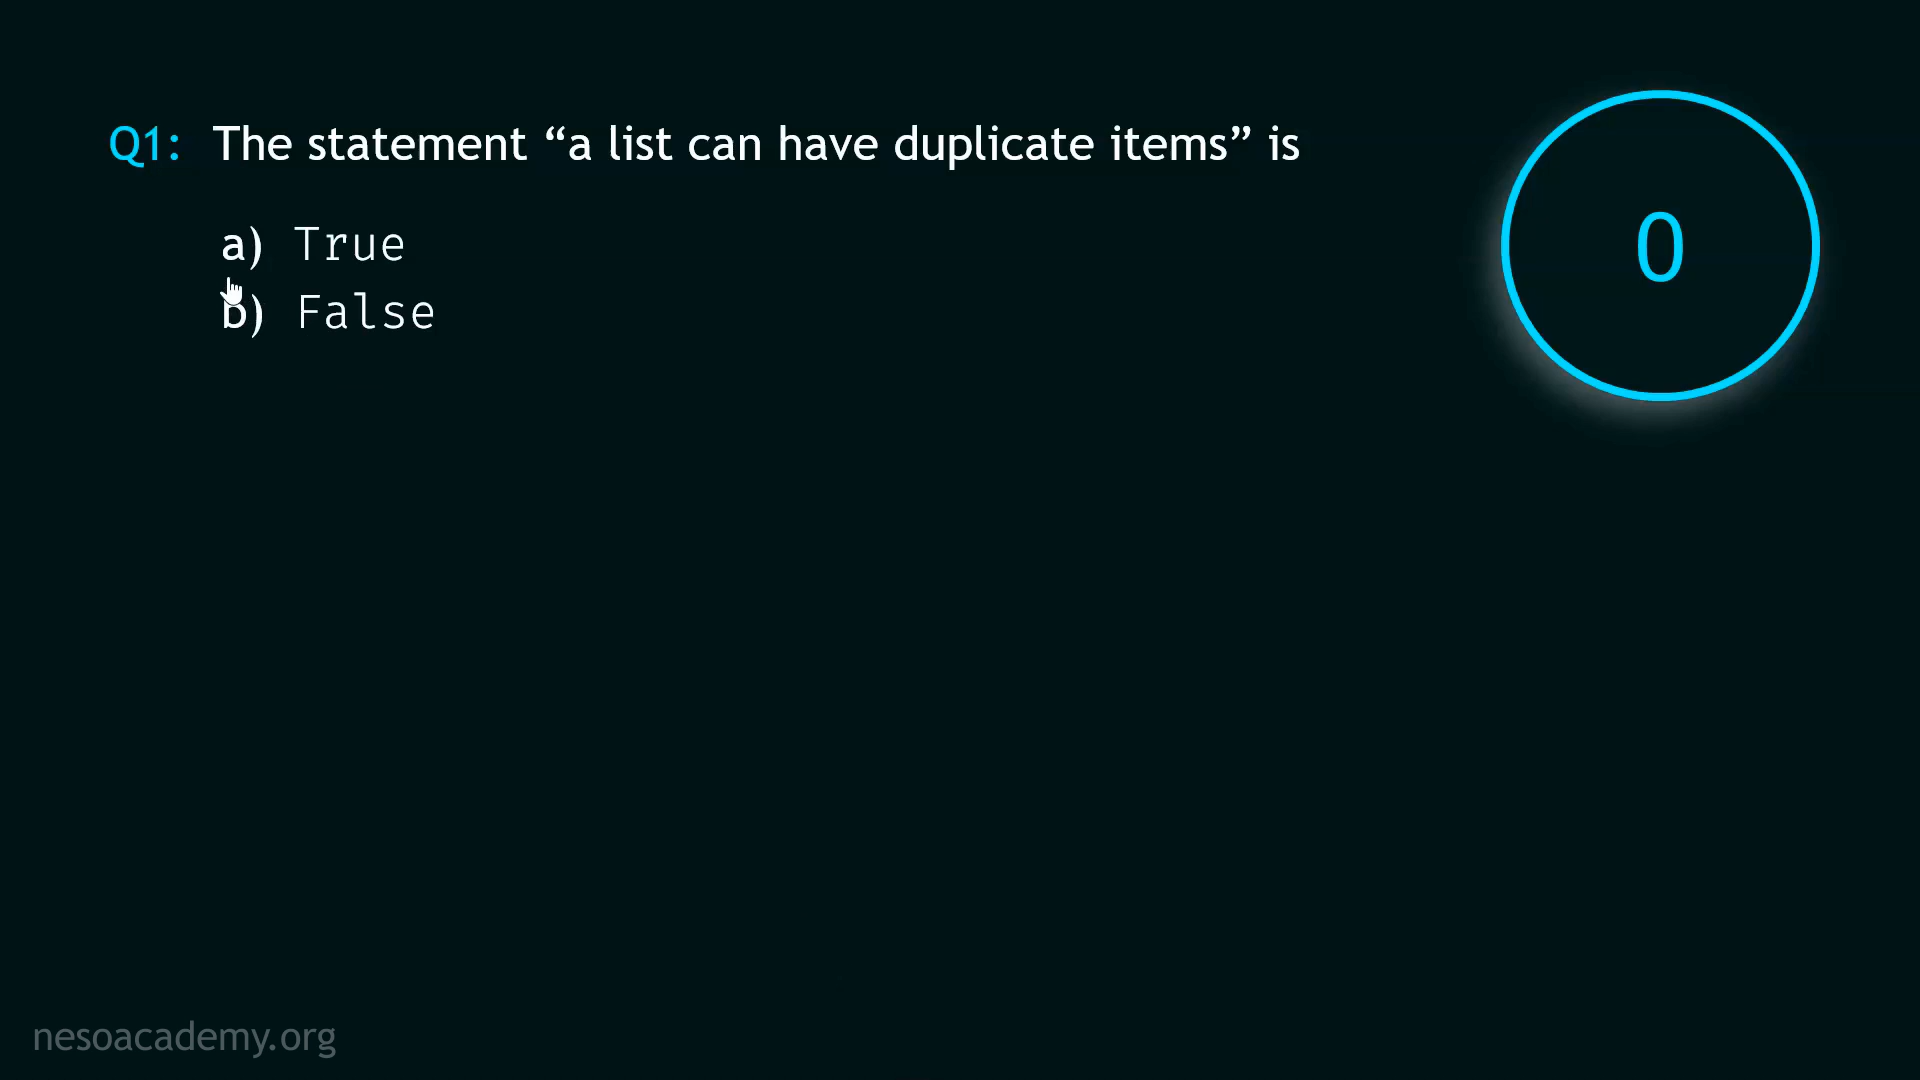 Q1: The statement “a list can have duplicate items” is
0
a) True
b) False
nesoacademy.org